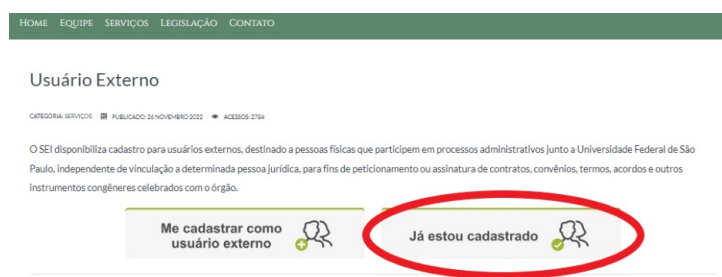 Home Equipe Serviços Legislação Contato
Usuário Externo
CATEGORIA: SERVIÇOS PUBLICADO: 26 NOVEMBRO 2022 ACESSOS: 2784
O SEI disponibiliza cadastro para usuários externos, destinado a pessoas físicas que participem em processos administrativos junto a Universidade Federal de São
Paulo, independente de vinculação a determinada pessoa jurídica, para fins de peticionamento ou assinatura de contratos, convênios, termos, acordos e outros
instrumentos congêneres celebrados com o órgão.
Me cadastrar como
usuário externo
Já estou cadastrado